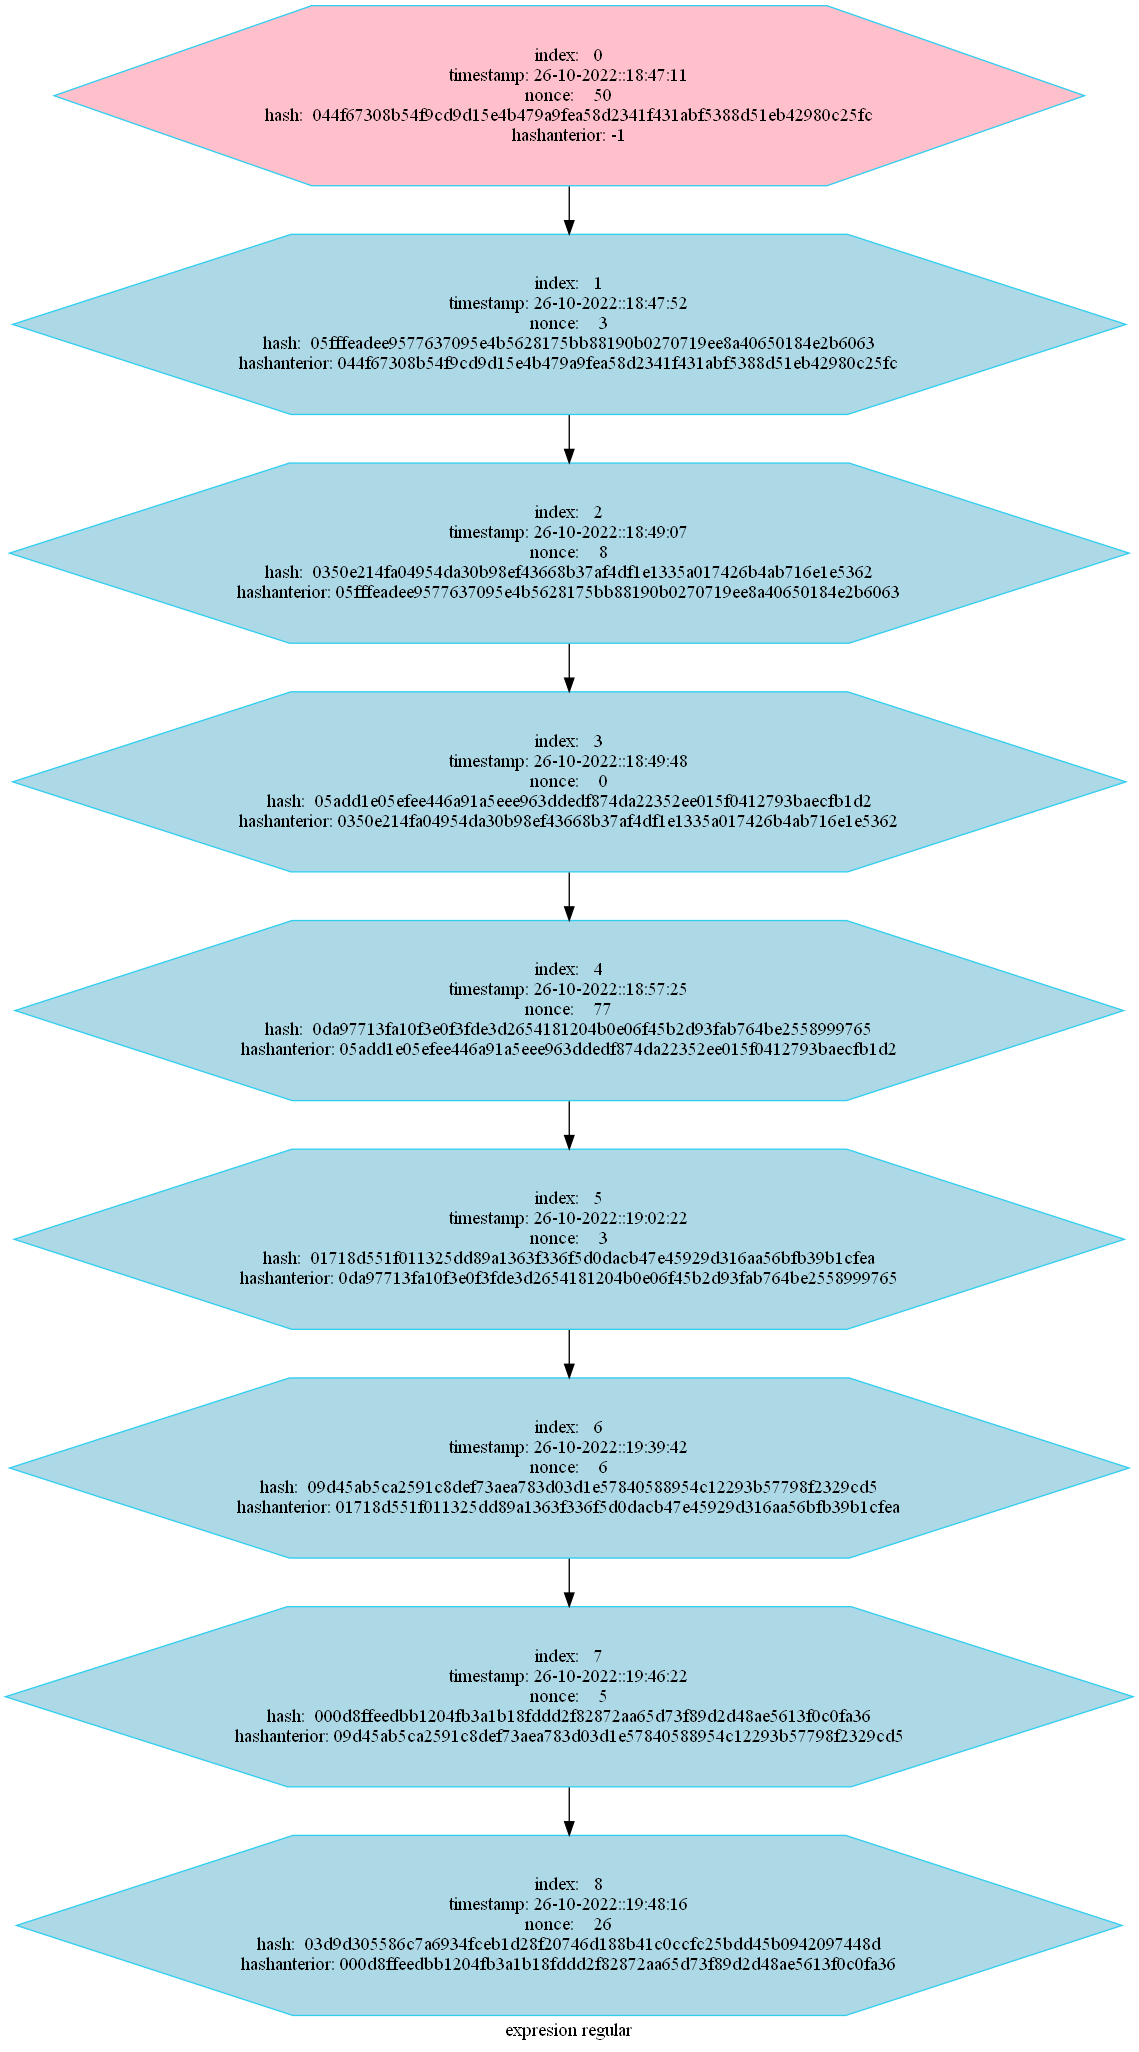 index: 0
timestamp: 26-10-2022::18:47:11
nonce: 50
hash: 044f67308b54f9cd9d15e4b479a9fea58d2341f431abf5388d51eb42980c25fc
hashanterior: -1
index: 1
timestamp: 26-10-2022::18:47:52
nonce: 3
hash: 05fffeadee9577637095e4b5628175bb88190b0270719ee8a40650184e2b6063
hashanterior: 044f67308b54f9cd9d15e4b479a9fea58d2341f431abf5388d51eb42980c25fc
index: 2
timestamp: 26-10-2022::18:49:07
nonce: 8
hash: 0350e214fa04954da30b98ef43668b37af4df1e1335a017426b4ab716e1e5362
hashanterior: 05fffeadee9577637095e4b5628175bb88190b0270719ee8a40650184e2b6063
index: 3
timestamp: 26-10-2022::18:49:48
nonce: 0
hash: 05add1e05efee446a91a5eee963ddedf874da22352ee015f0412793baecfb1d2
hashanterior: 0350e214fa04954da30b98ef43668b37af4df1e1335a017426b4ab716e1e5362
index: 4
timestamp: 26-10-2022::18:57:25
nonce: 77
hash: 0da97713fa10f3e0f3fde3d2654181204b0e06f45b2d93fab764be2558999765
hashanterior: 05add1e05efee446a91a5eee963ddedf874da22352ee015f0412793baecfb1d2
index: 5
timestamp: 26-10-2022::19:02:22
nonce: 3
hash: 01718d551f011325dd89a1363f336f5d0dacb47e45929d316aa56bfb39b1cfea
hashanterior: 0da97713fa10f3e0f3fde3d2654181204b0e06f45b2d93fab764be2558999765
index: 6
timestamp: 26-10-2022::19:39:42
nonce: 6
hash: 09d45ab5ca2591c8def73aea783d03d1e57840588954c12293b57798f2329cd5
hashanterior: 01718d551f011325dd89a1363f336f5d0dacb47e45929d316aa56bfb39b1cfea
index: 7
timestamp: 26-10-2022::19:46:22
nonce: 5
hash: 000d8ffeedbb1204fb3a1b18fddd2f82872aa65d73f89d2d48ae5613f0c0fa36
hashanterior: 09d45ab5ca2591c8def73aea783d03d1e57840588954c12293b57798f2329cd5
index: 8
timestamp: 26-10-2022::19:48:16
nonce: 26
hash: 03d9d305586c7a6934fceb1d28f20746d188b41c0ccfc25bdd45b0942097448d
hashanterior: 000d8ffeedbb1204fb3a1b18fddd2f82872aa65d73f89d2d48ae5613f0c0fa36
expresion regular